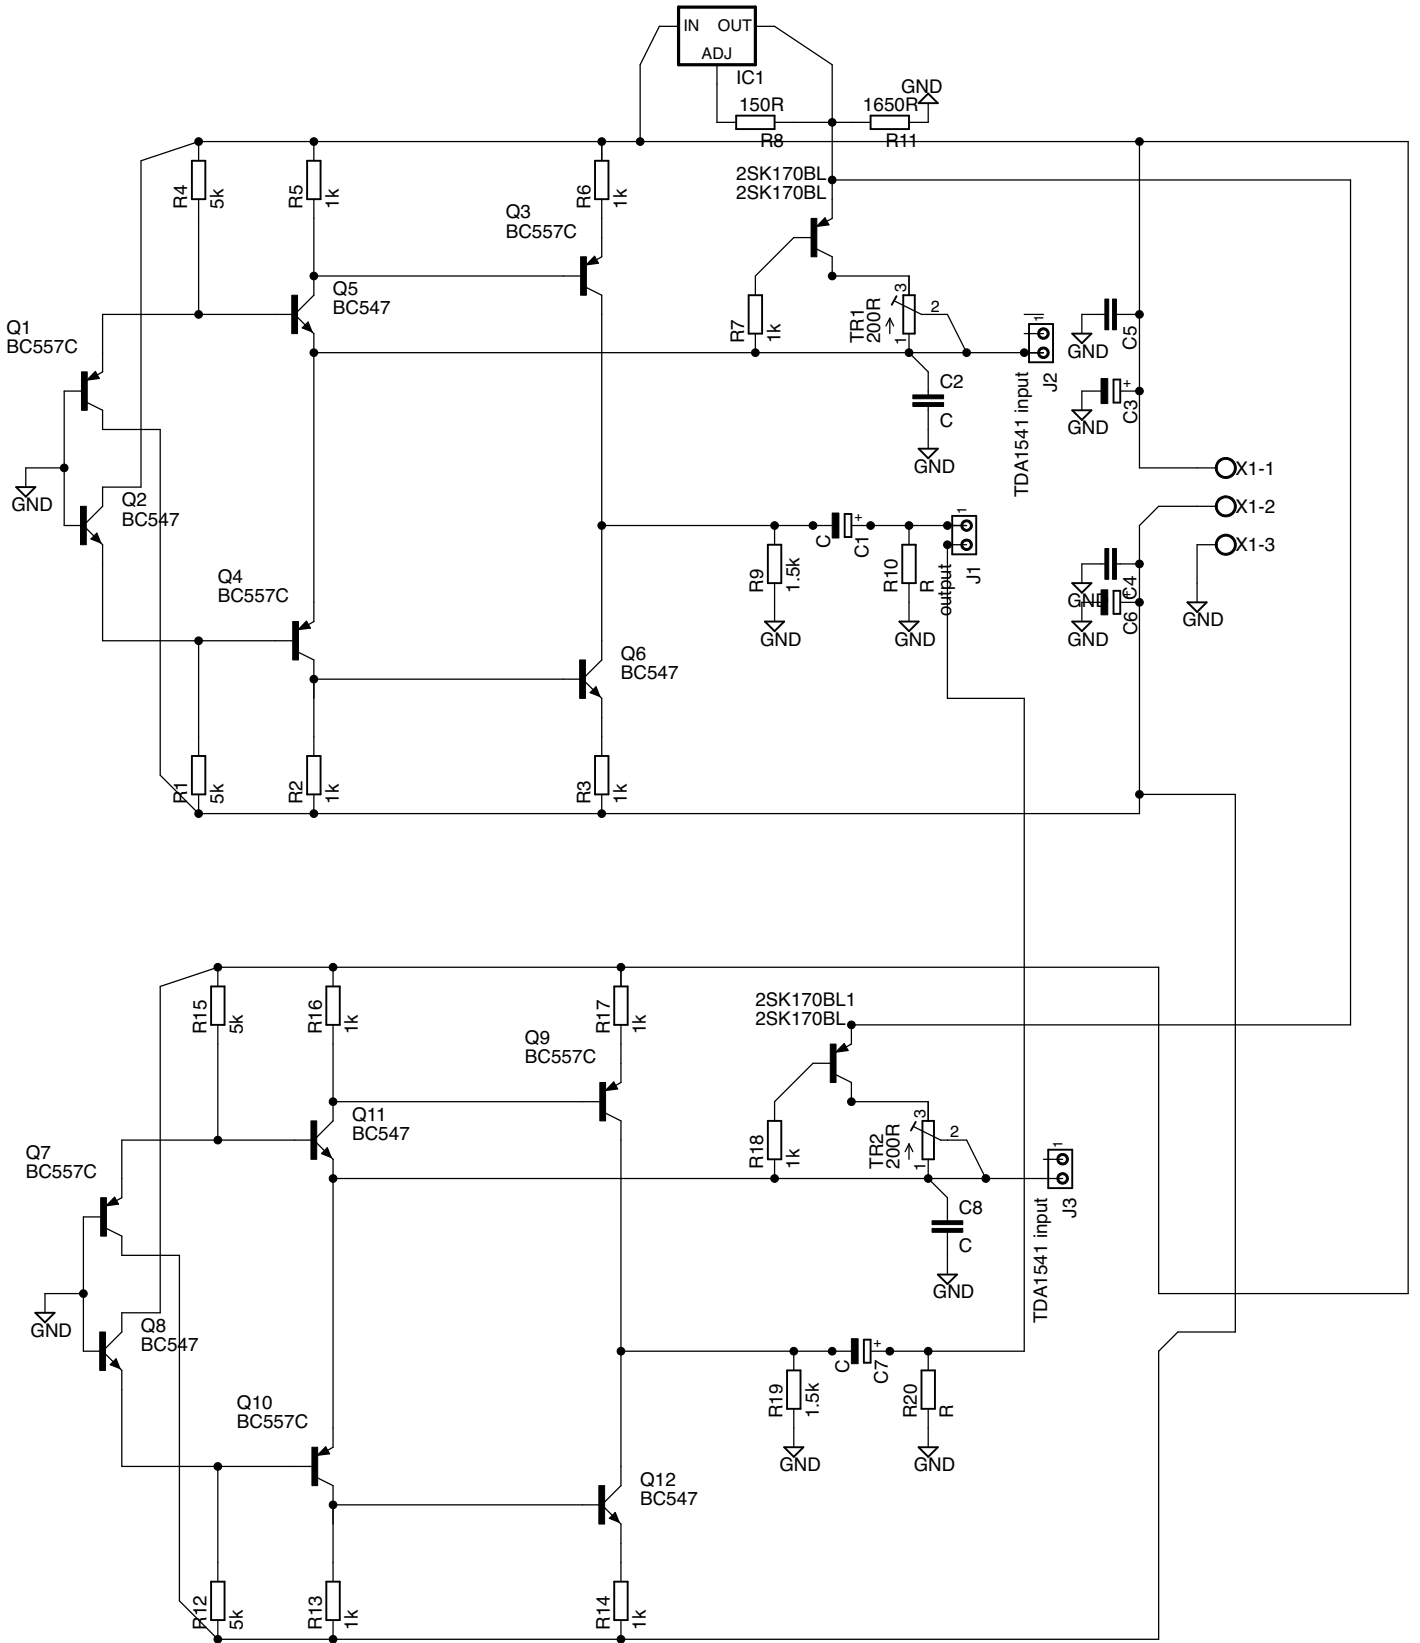 IN OUT
ADJ
IC1
GND
150R
1650R
R8
R11
2SK170BL
2SK170BL
R4
5k
R5
1k
R6
1k
Q3
BC557C
Q5
BC547
Q1
BC557C
R7
1k
TR1
200R
3
2
1
C2
C
GND
TDA1541 input
1
J2
GND
C5
GND
+
C3
X1-1
X1-2
X1-3
GND
Q2
BC547
Q4
BC557C
R9
1.5k
GND
C
+
C1
R10
R
GND
output
1
J1
GND
C4
GND
+
C6
GND
Q6
BC547
R1
5k
R2
1k
R3
1k
R15
5k
R16
1k
R17
1k
Q9
BC557C
2SK170BL1
2SK170BL
Q11
BC547
Q7
BC557C
R18
1k
TR2
200R
3
2
1
C8
C
GND
TDA1541 input
1
J3
GND
Q8
BC547
Q10
BC557C
R19
1.5k
GND
C
+
C7
R20
R
GND
Q12
BC547
R12
5k
R13
1k
R14
1k